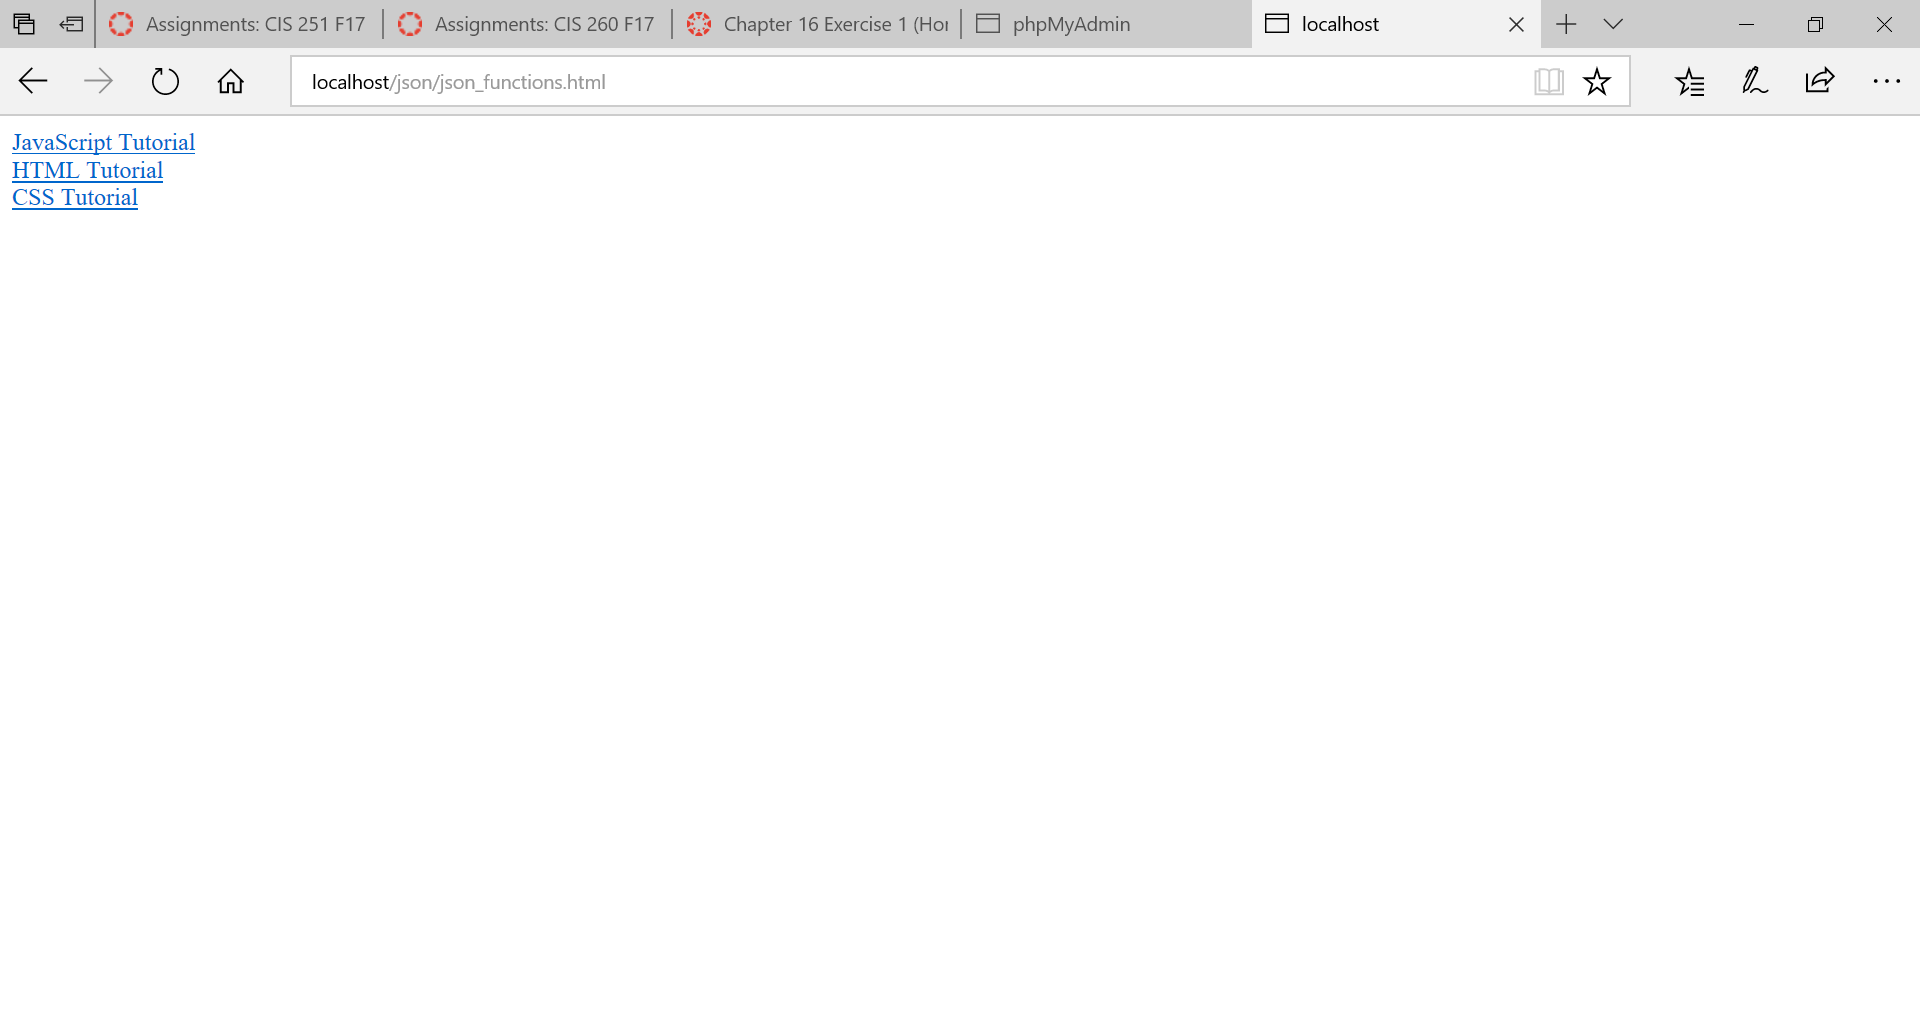 Assignments: CIS 251 F17
Assignments: CIS 260 F17
Chapter 16 Exercise 1 (Hor
phpMyAdmin
localhost
localhost/json/json_functions.html
JavaScript Tutorial
HTML Tutorial
CSS Tutorial